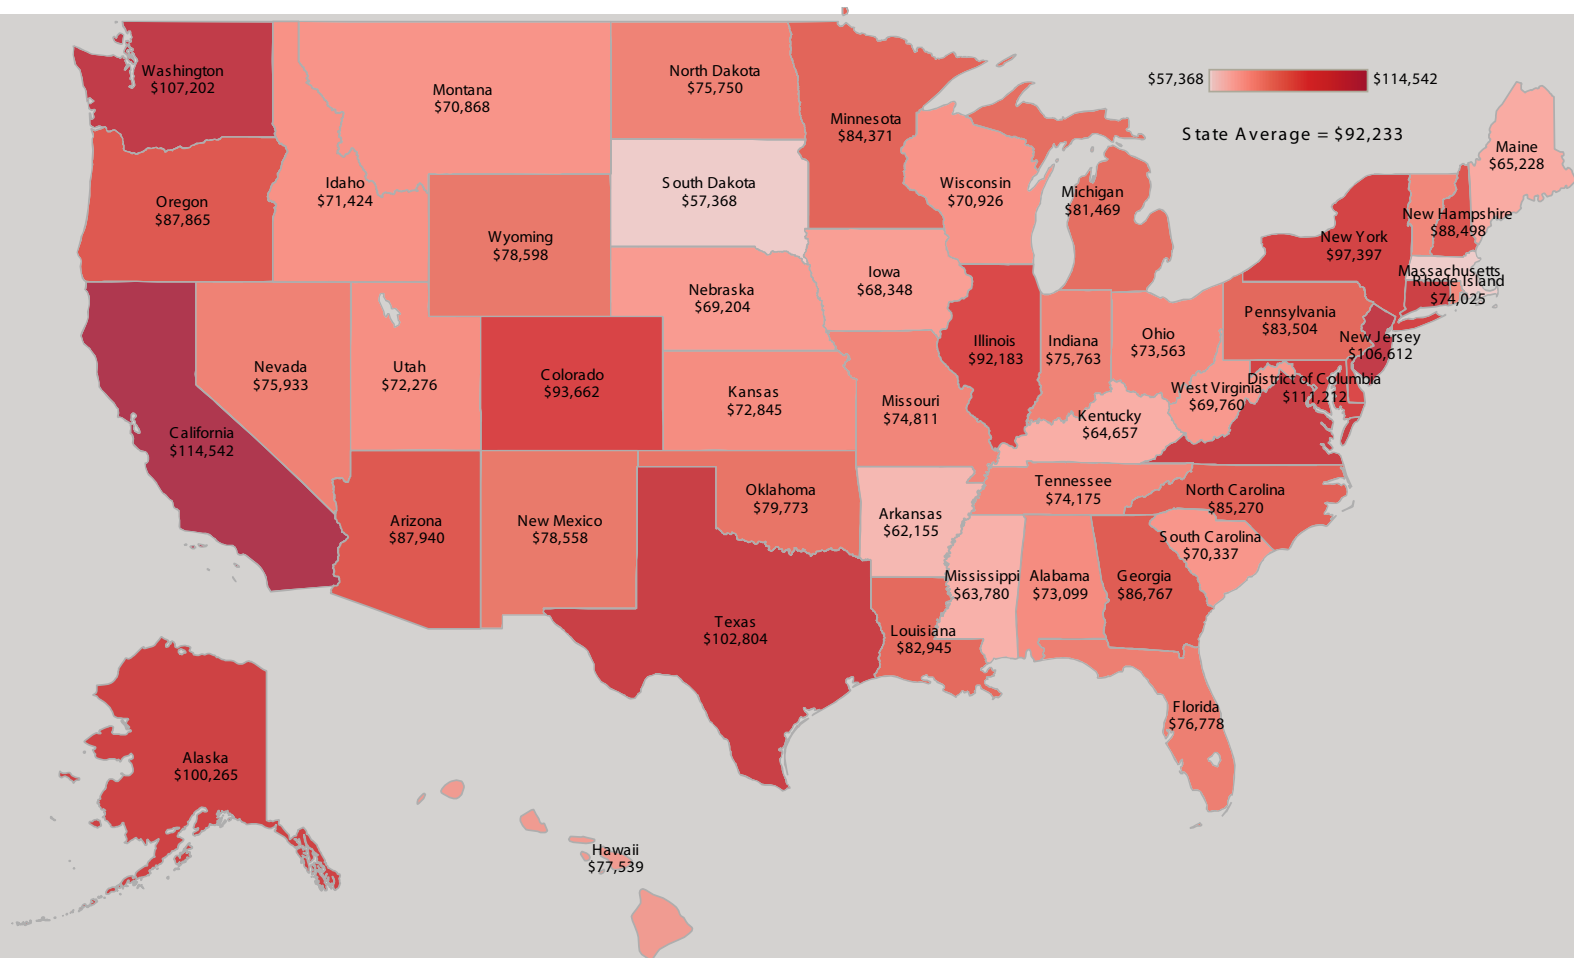 Washington
$107,202
Montana
$70,868
North Dakota
$75,750
Minnesota
$84,371
$57,368
$114,542
State Average = $92,233
Maine
$65,228
Oregon
$87,865
Idaho
$71,424
South Dakota
$57,368
Wisconsin
$70,926
Michigan
$81,469
New Hampshire
$88,498
Wyoming
$78,598
New York
$97,397
Massachusetts
Rhode Island
$74,025
Iowa
$68,348
Nebraska
$69,204
Pennsylvania
$83,504
New Jersey
$106,612
Illinois
$92,183
Indiana
$75,763
Ohio
$73,563
Nevada
$75,933
Utah
$72,276
Colorado
$93,662
Kansas
$72,845
Missouri
$74,811
West Virginia
$69,760
District of Columbia
$111,212
Kentucky
$64,657
California
$114,542
Tennessee
$74,175
North Carolina
$85,270
Oklahoma
$79,773
Arizona
$87,940
New Mexico
$78,558
Arkansas
$62,155
South Carolina
$70,337
Mississippi
$63,780
Alabama
$73,099
Georgia
$86,767
Texas
$102,804
Louisiana
$82,945
Florida
$76,778
Alaska
$100,265
Hawaii
$77,539